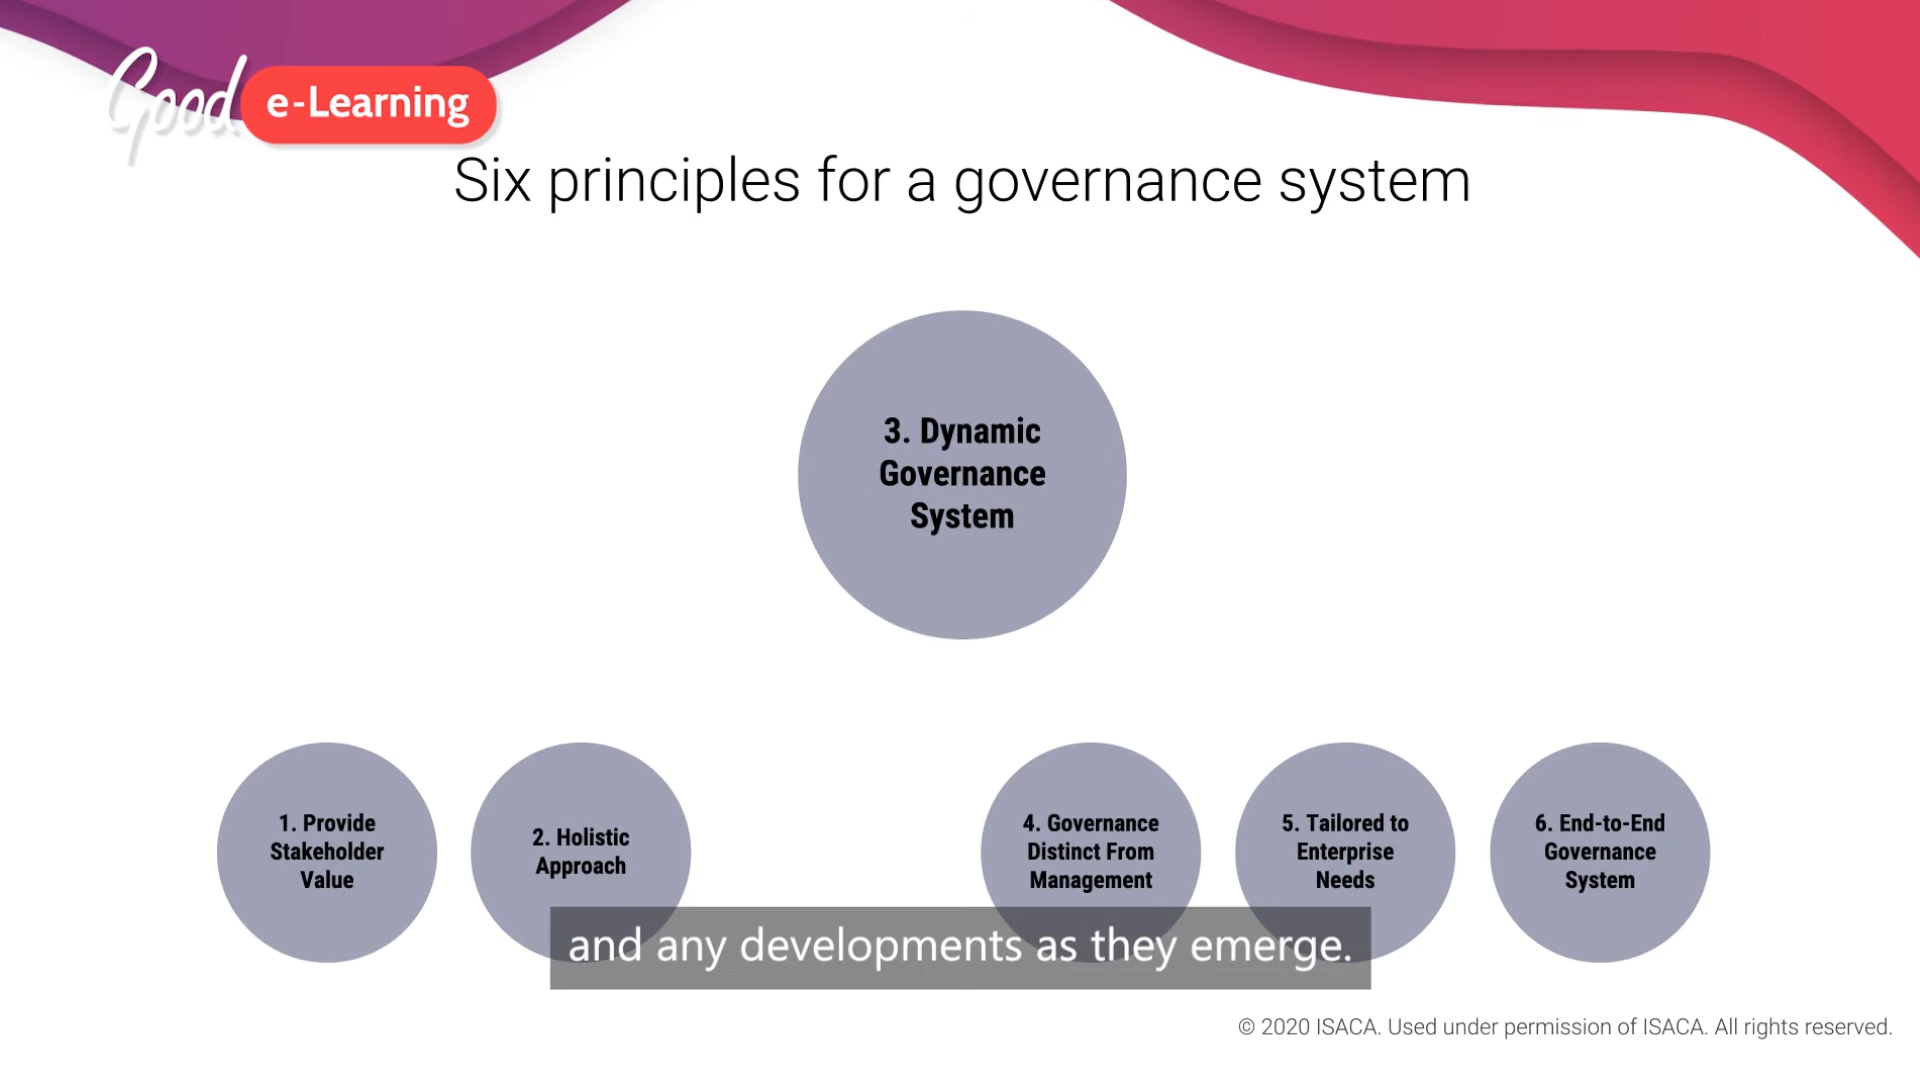 Good e-Learning
Six principles for a governance system
3. Dynamic
Governance
System
1. Provide
Stakeholder
Value
2. Holistic
Approach
4. Governance
Distinct From
Management
5. Tailored to
Enterprise
Needs
6. End-to-End
Governance
System
and any developments as they emerge.
© 2020 ISACA. Used under permission of ISACA. All rights reserved.